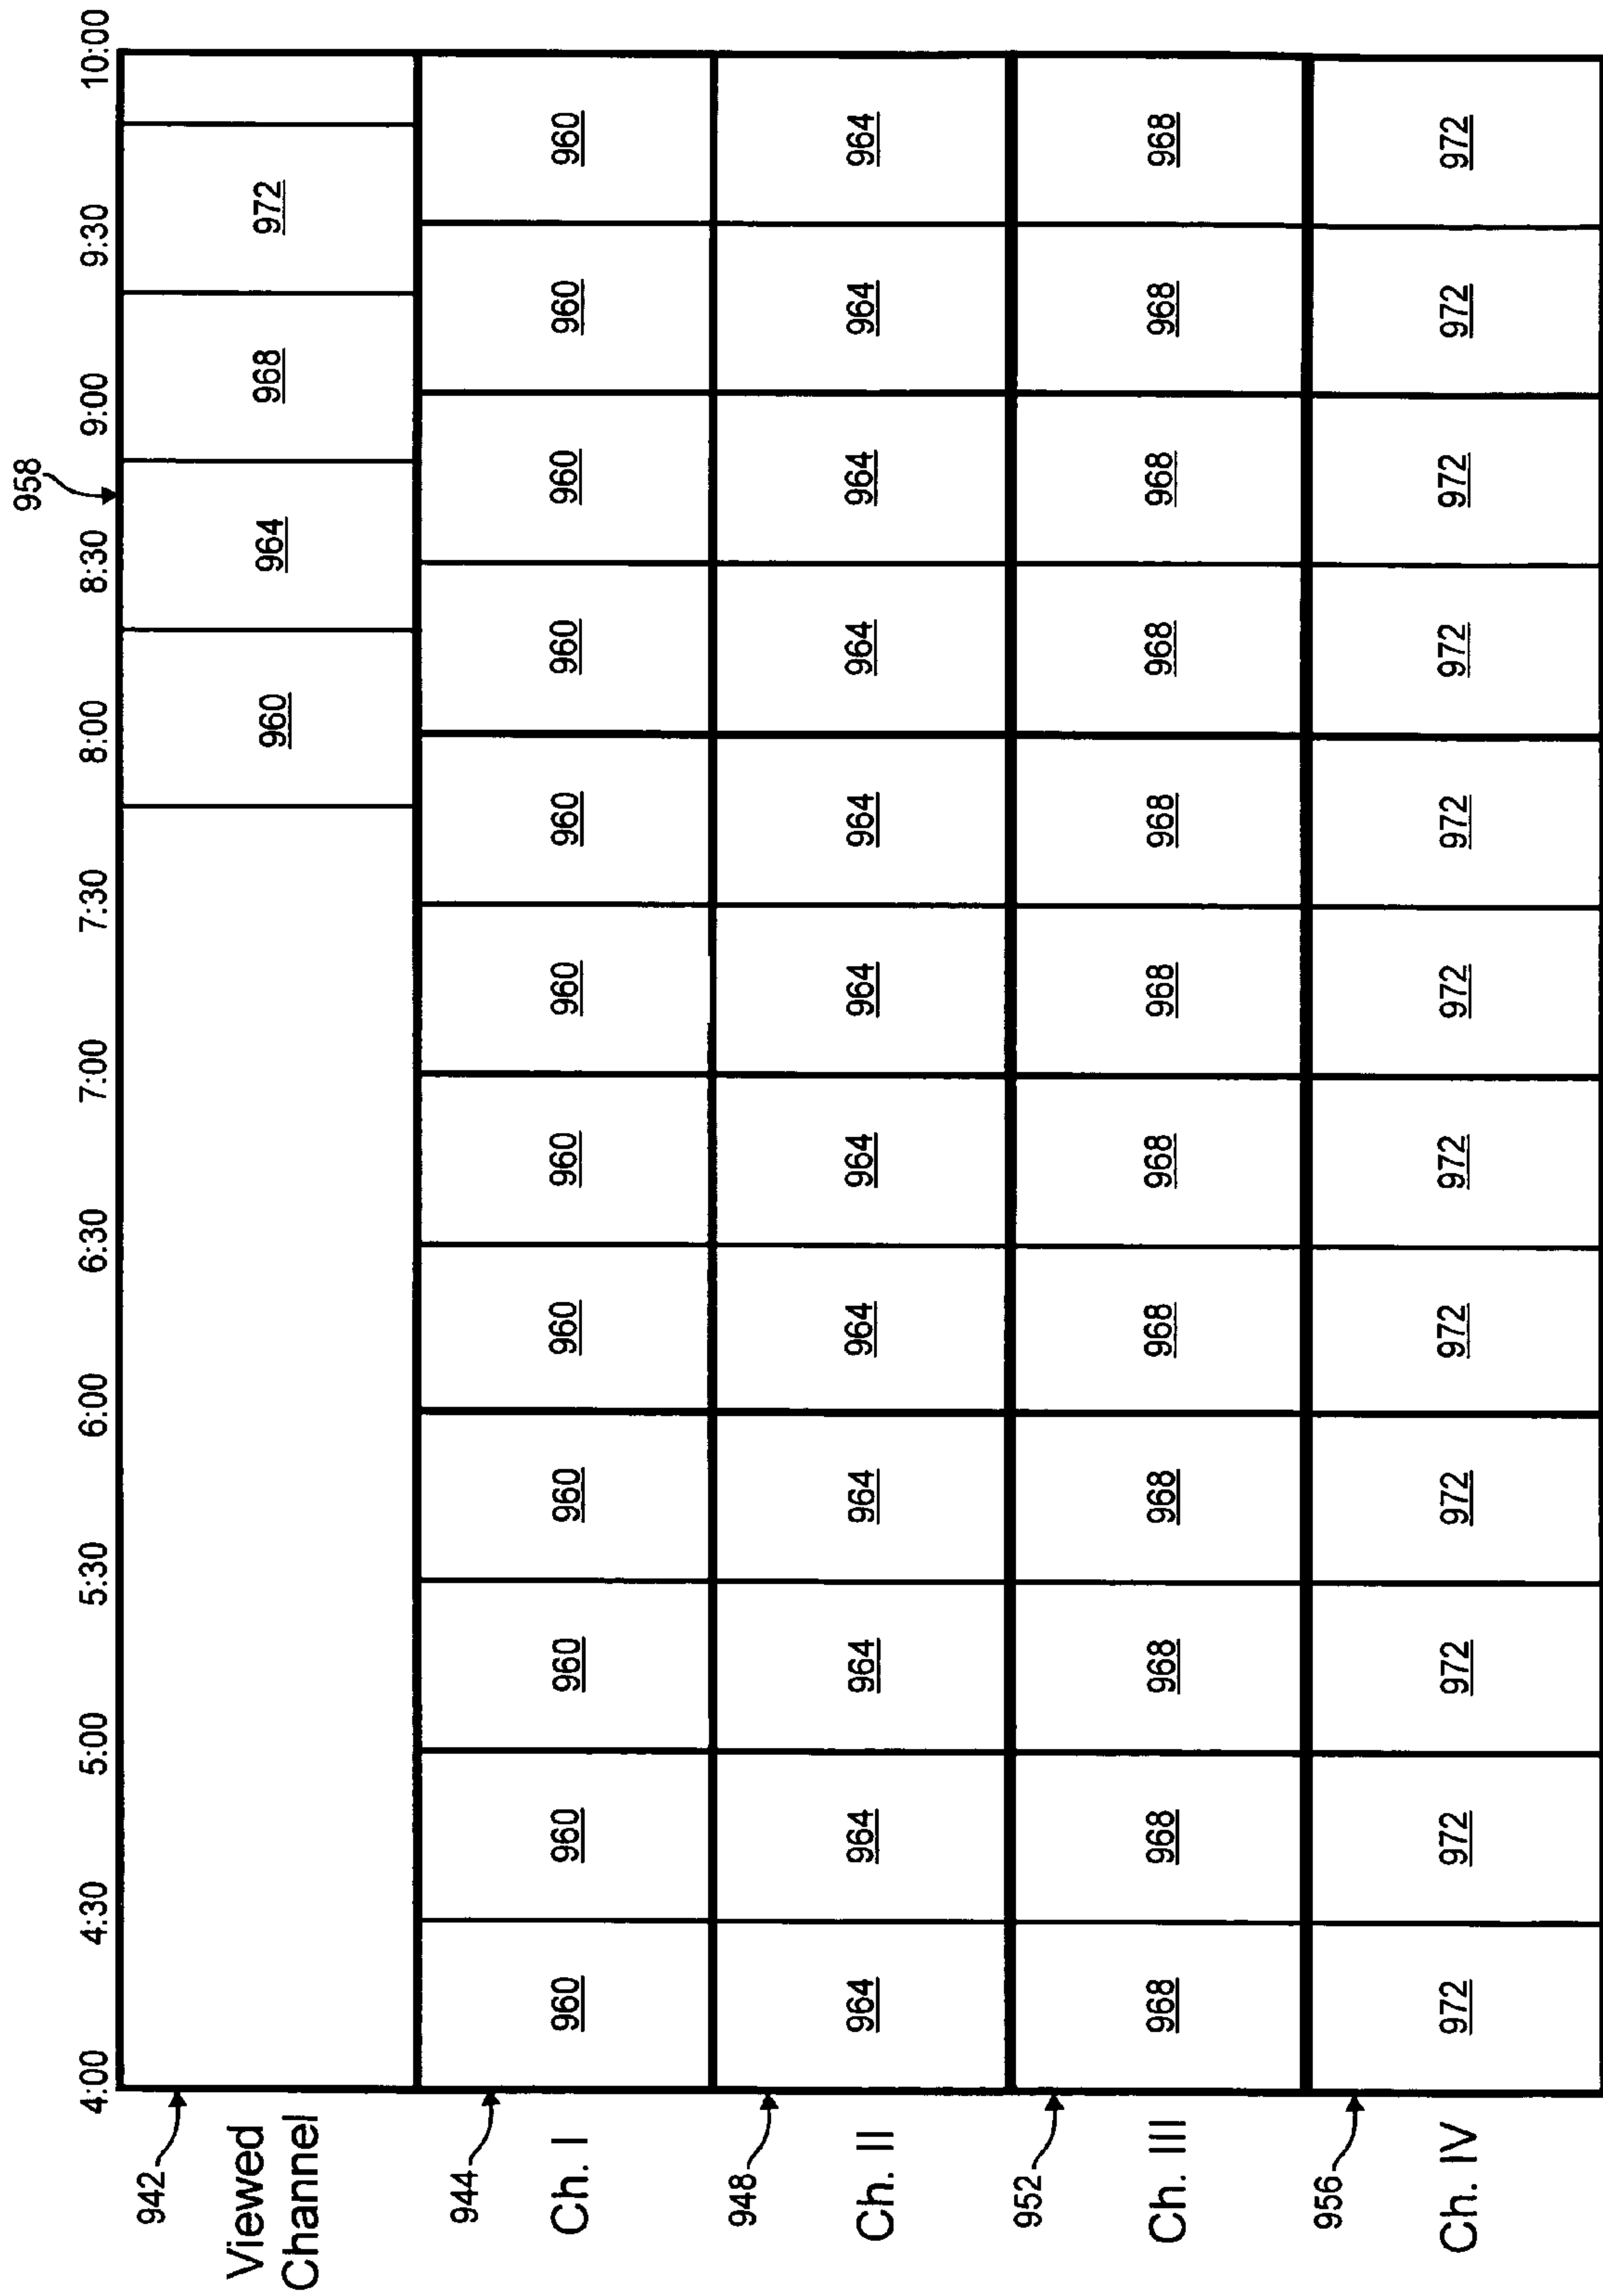 958
4:00 4:30 5:00 5:30 6:00 6:30 7:00 7:30 8:00 8:30 9:00 9:30 10:00
942
Viewed
Channel
960 964 968 972
944
Ch. I
960 960 960 960 960 960 960 960 960 960 960 960
948
Ch. II
964 964 964 964 964 964 964 964 964 964 964 964
952
Ch. III
968 968 968 968 968 968 968 968 968 968 968 968
956
Ch. IV
972 972 972 972 972 972 972 972 972 972 972 972